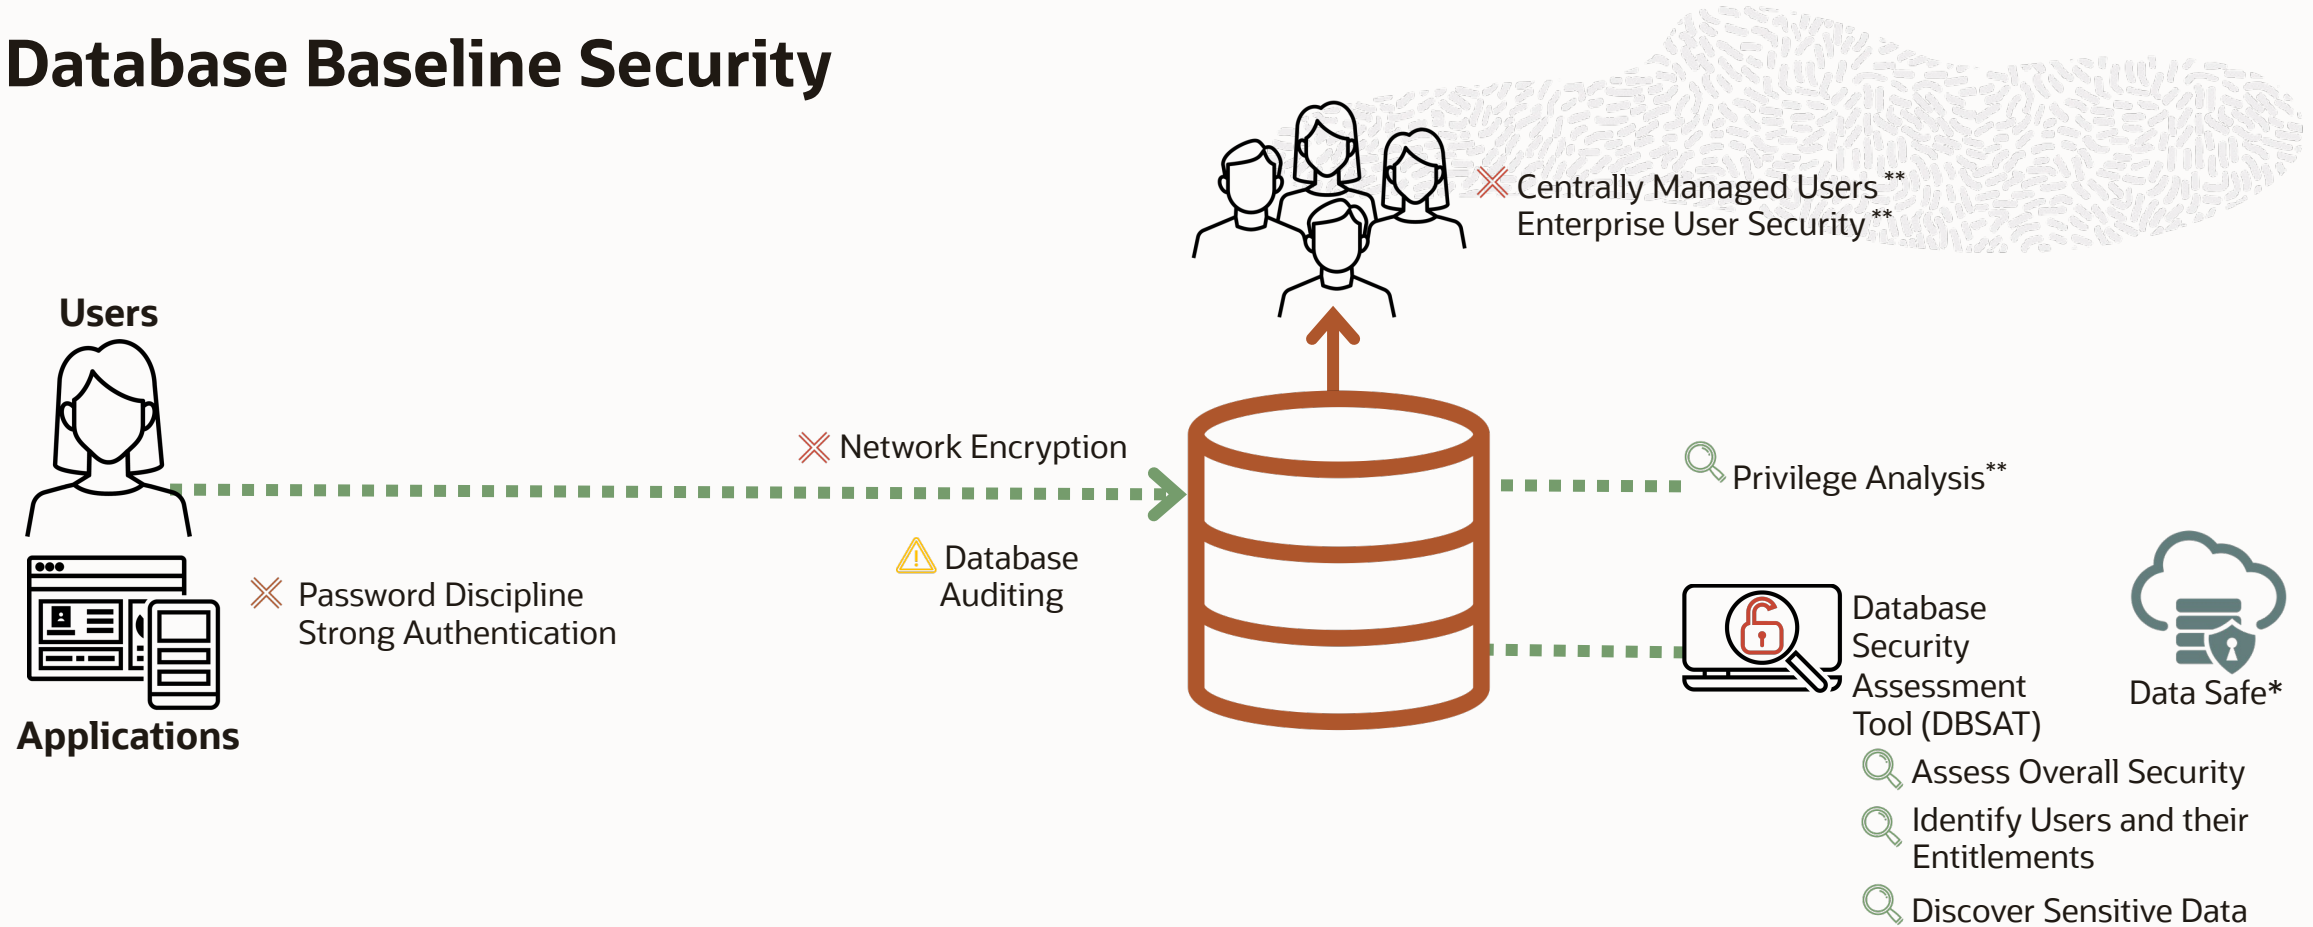 Database Baseline Security
Centrally Managed Users**
Enterprise User Security**
Users
Network Encryption
Privilege Analysis**
Database
Auditing
Password Discipline
Strong Authentication
Applications
Database
Security
Assessment
Tool (DBSAT)
Data Safe*
Assess Overall Security
Identify Users and their
Entitlements
Discover Sensitive Data